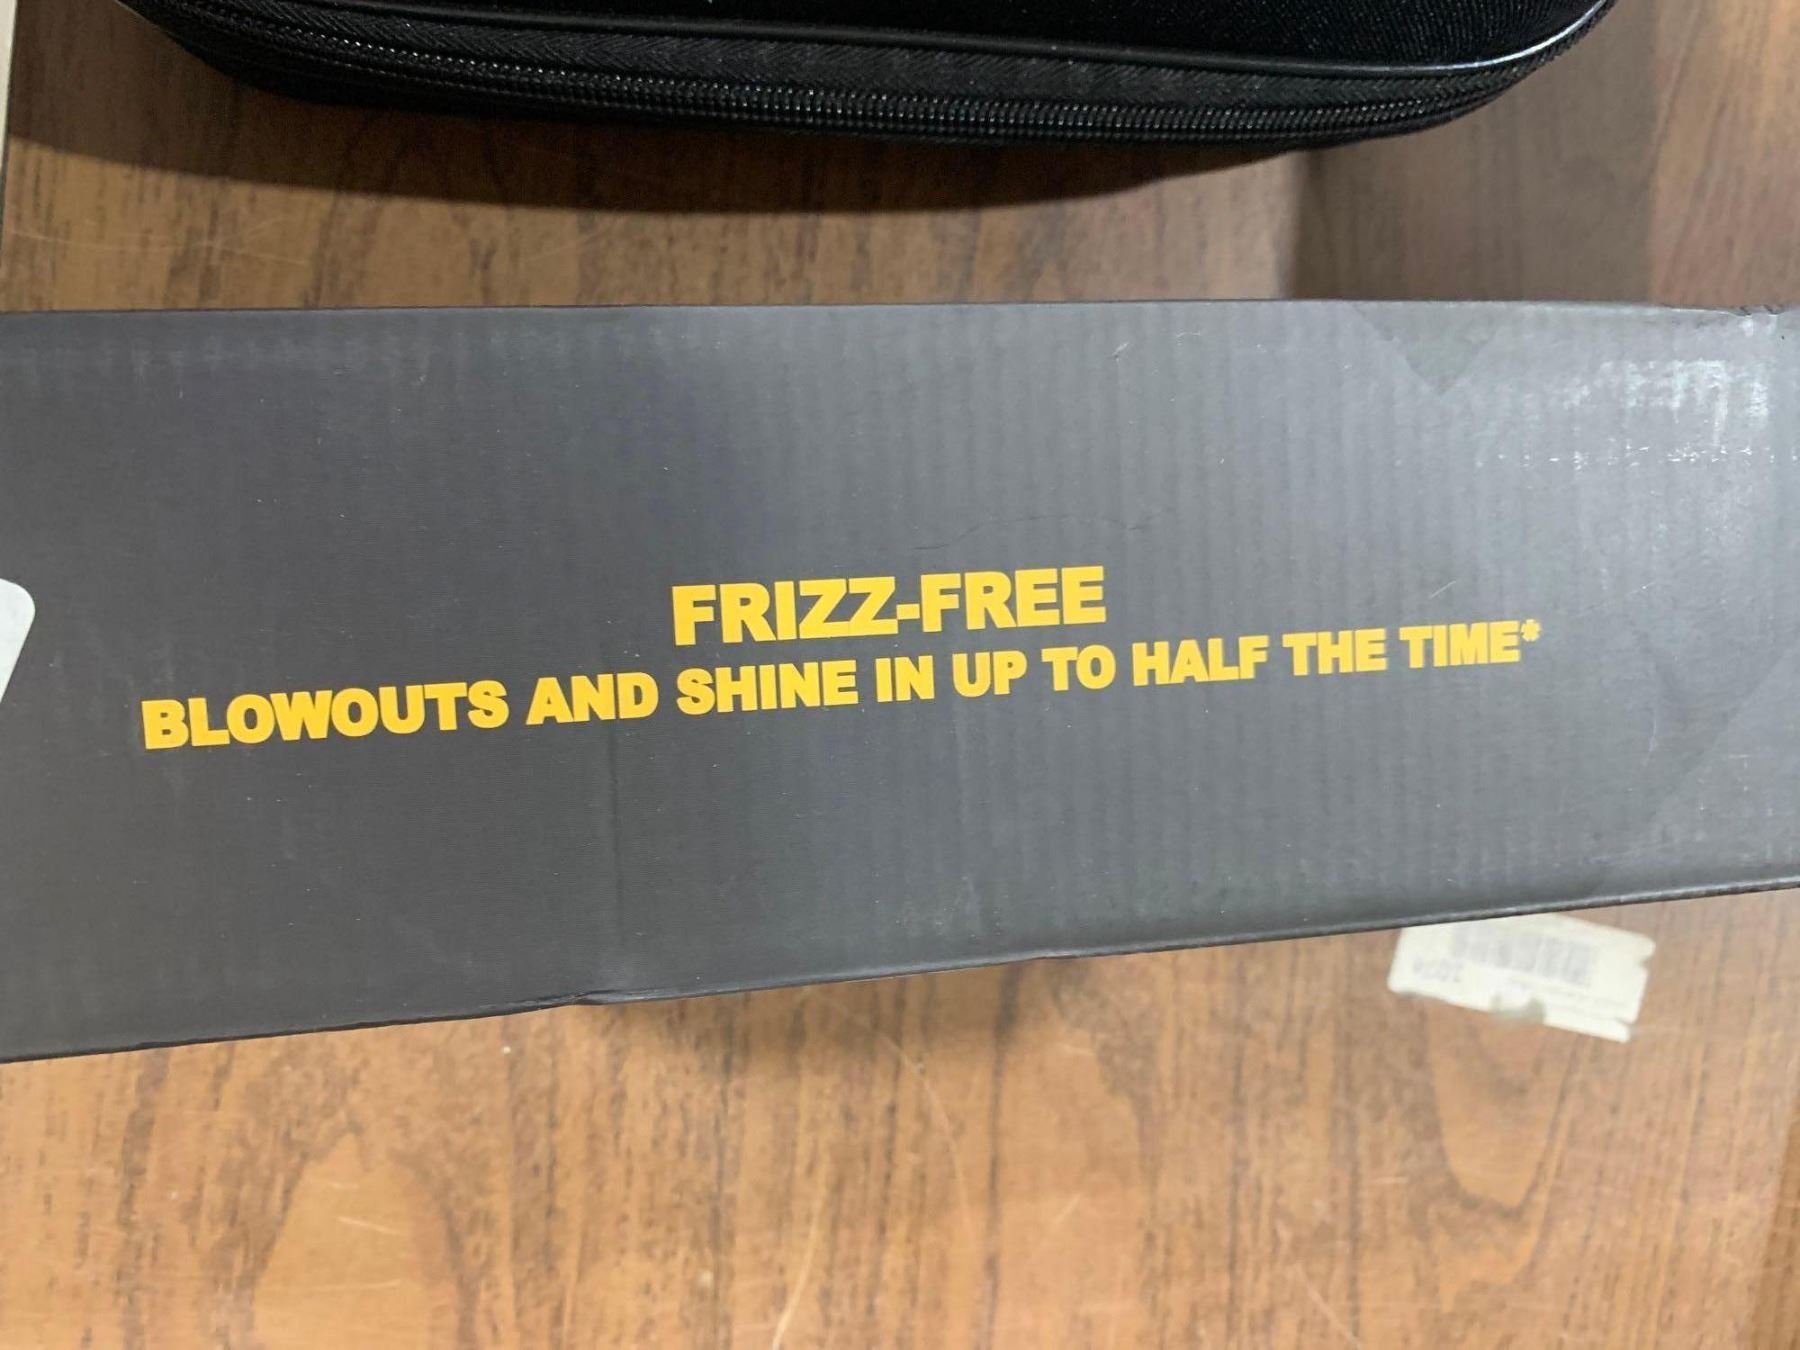 FRIZZ-FREE
BLOWOUTS AND SHINE IN UP TO HALF THE TIME*